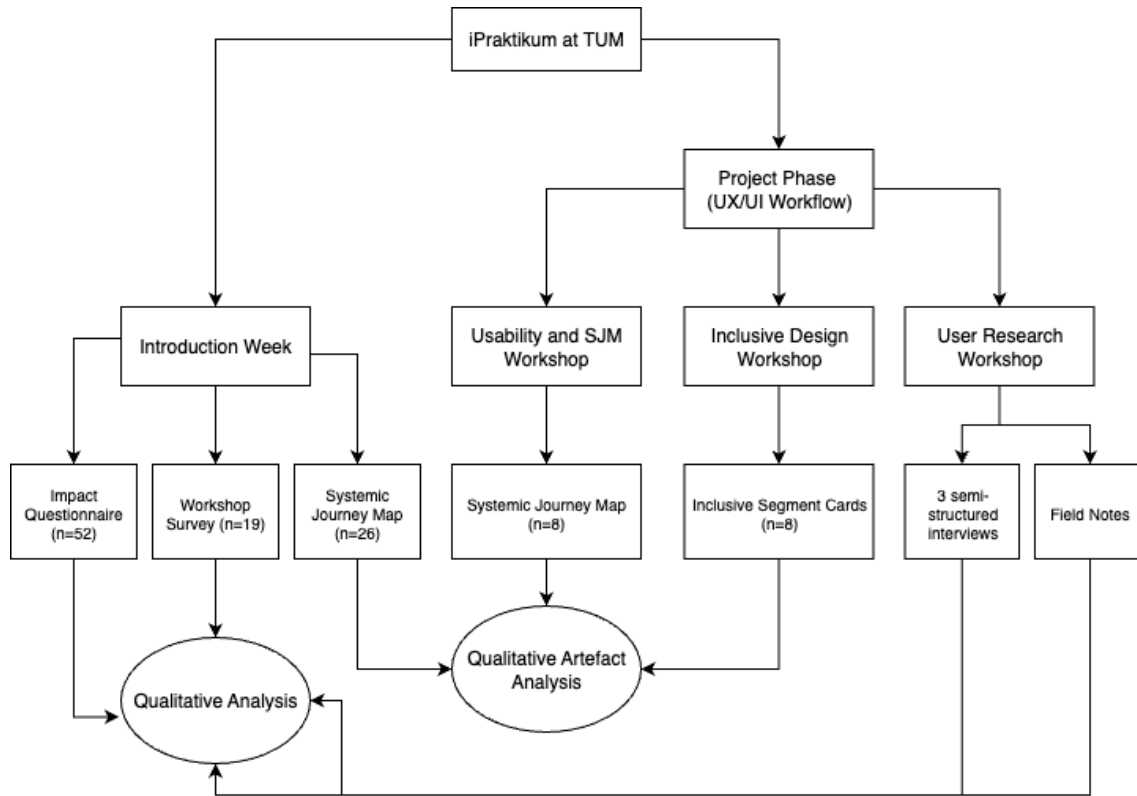 iPraktikum at TUM
Project Phase
(UX/UI Workflow)
Introduction Week
Usability and SJM
Workshop
Inclusive Design
Workshop
User Research
Workshop
Impact
Questionnaire
(n=52)
Workshop
Survey (n=19)
Systemic
Journey Map
(n=26)
Systemic Journey Map
(n=8)
Inclusive Segment Cards
(n=8)
3 semi-
structured
interviews
Field Notes
Qualitative Analysis
Qualitative Artefact
Analysis